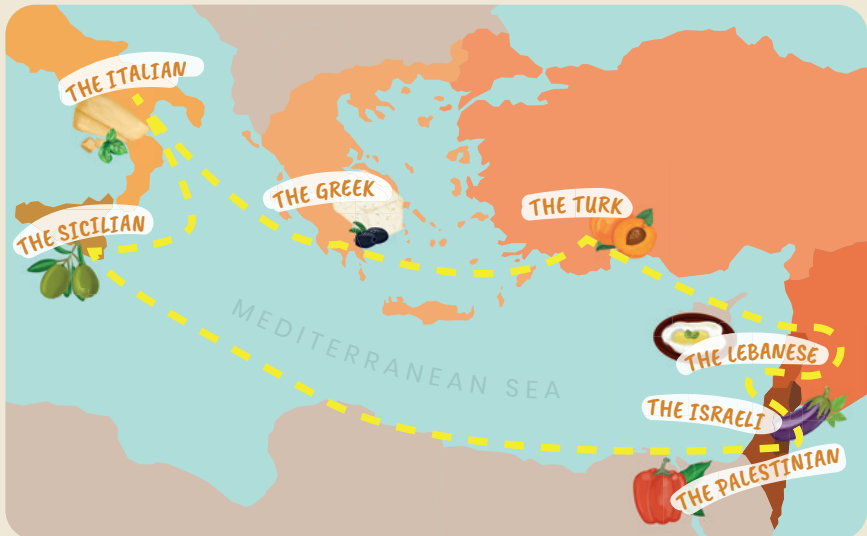 THE ITALIAN
THE GREEK
THE TURK
THE SICILIAN
MEDITERRANEAN SEA
THE LEBANESE
THE ISRAELI
THE PALESTINIAN